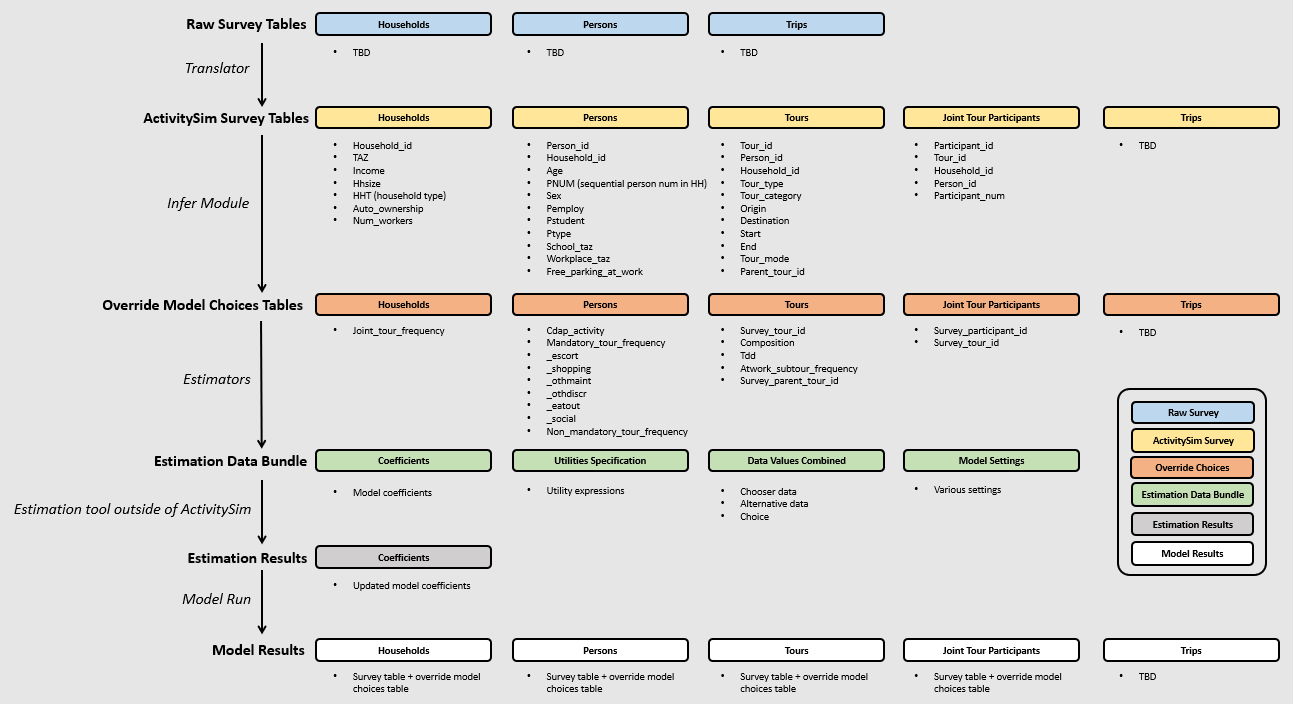 Raw Survey Tables
Households
Persons
Trips
• TBD
• TBD
• TBD
Translator
ActivitySim Survey Tables
Households
Persons
Tours
Joint Tour Participants
Trips
• Household_id
• TAZ
• Income
• Hhsize
• HHT (household type)
• Auto_ownership
• Num_workers
• Person_id
• Household_id
• Age
• PNUM (sequential person num in HH)
• Sex
• Pemploy
• Pstudent
• Ptype
• School_taz
• Workplace_taz
• Free_parking_at_work
• Tour_id
• Person_id
• Household_id
• Tour_type
• Tour_category
• Origin
• Destination
• Start
• End
• Tour_mode
• Parent_tour_id
• Participant_id
• Tour_id
• Household_id
• Person_id
• Participant_num
• TBD
Infer Module
Override Model Choices Tables
Households
Persons
Tours
Joint Tour Participants
Trips
• Joint_tour_frequency
• Cdap_activity
• Mandatory_tour_frequency
• _escort
• _shopping
• _othmaint
• _othdiscr
• _eatout
• _social
• Non_mandatory_tour_frequency
• Survey_tour_id
• Composition
• Tdd
• Atwork_subtour_frequency
• Survey_parent_tour_id
• Survey_participant_id
• Survey_tour_id
• TBD
Estimators
Estimation Data Bundle
Coefficients
Utilities Specification
Data Values Combined
Model Settings
• Model coefficients
• Utility expressions
• Chooser data
• Alternative data
• Choice
• Various settings
Estimation tool outside of ActivitySim
Estimation Results
Coefficients
• Updated model coefficients
Model Run
Model Results
Households
Persons
Tours
Joint Tour Participants
Trips
• Survey table + override model
choices table
• Survey table + override model
choices table
• Survey table + override model
choices table
• Survey table + override model
choices table
• TBD
Raw Survey
ActivitySim Survey
Override Choices
Estimation Data Bundle
Estimation Results
Model Results